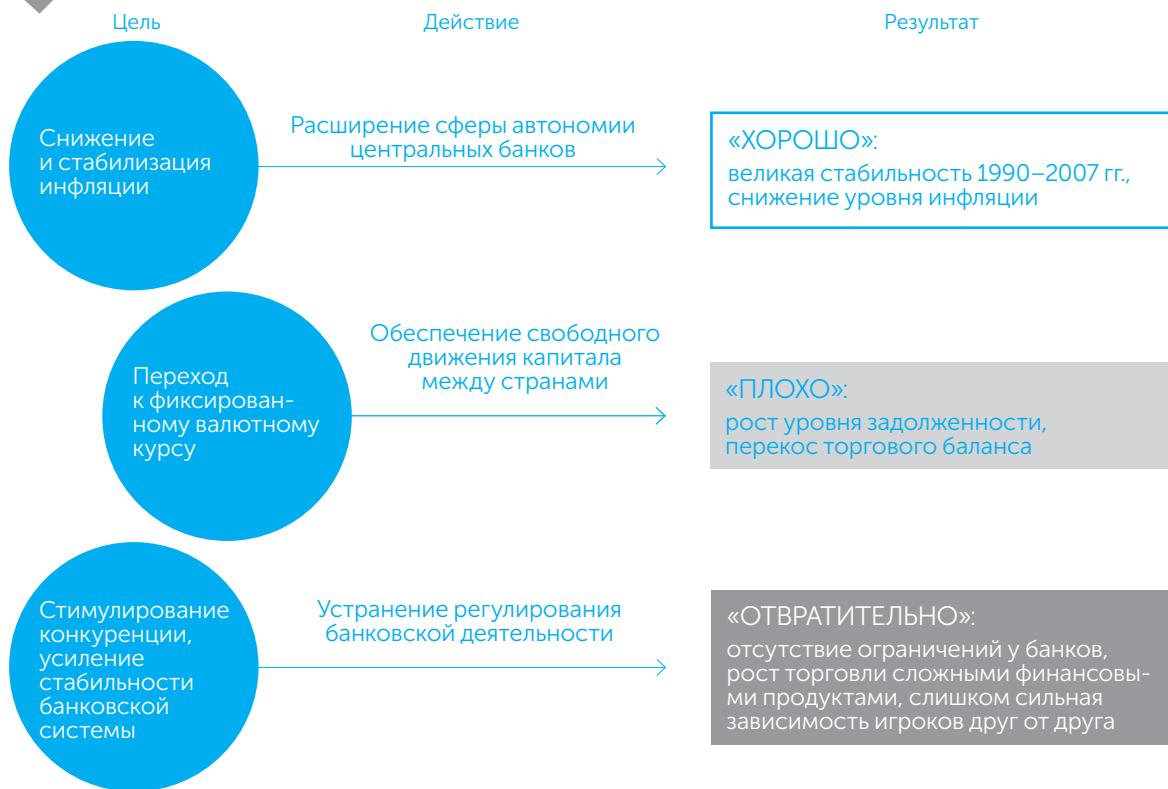 Цель
Действие
Результат
Снижение
и стабилизация
инфляции
Расширение сферы автономии
центральных банков
«ХОРОШО»:
великая стабильность 1990–2007 гг.,
снижение уровня инфляции
Переход
к фиксирован-
ному валютному
курсу
Обеспечение свободного
движения капитала
между странами
«ПЛОХО»:
рост уровня задолженности,
перекос торгового баланса
Стимулирование
конкуренции,
усиление
стабильности
банковской
системы
Устранение регулирования
банковской деятельности
«ОТВРАТИТЕЛЬНО»:
отсутствие ограничений у банков,
рост торговли сложными финансовы-
ми продуктами, слишком сильная
зависимость игроков друг от друга